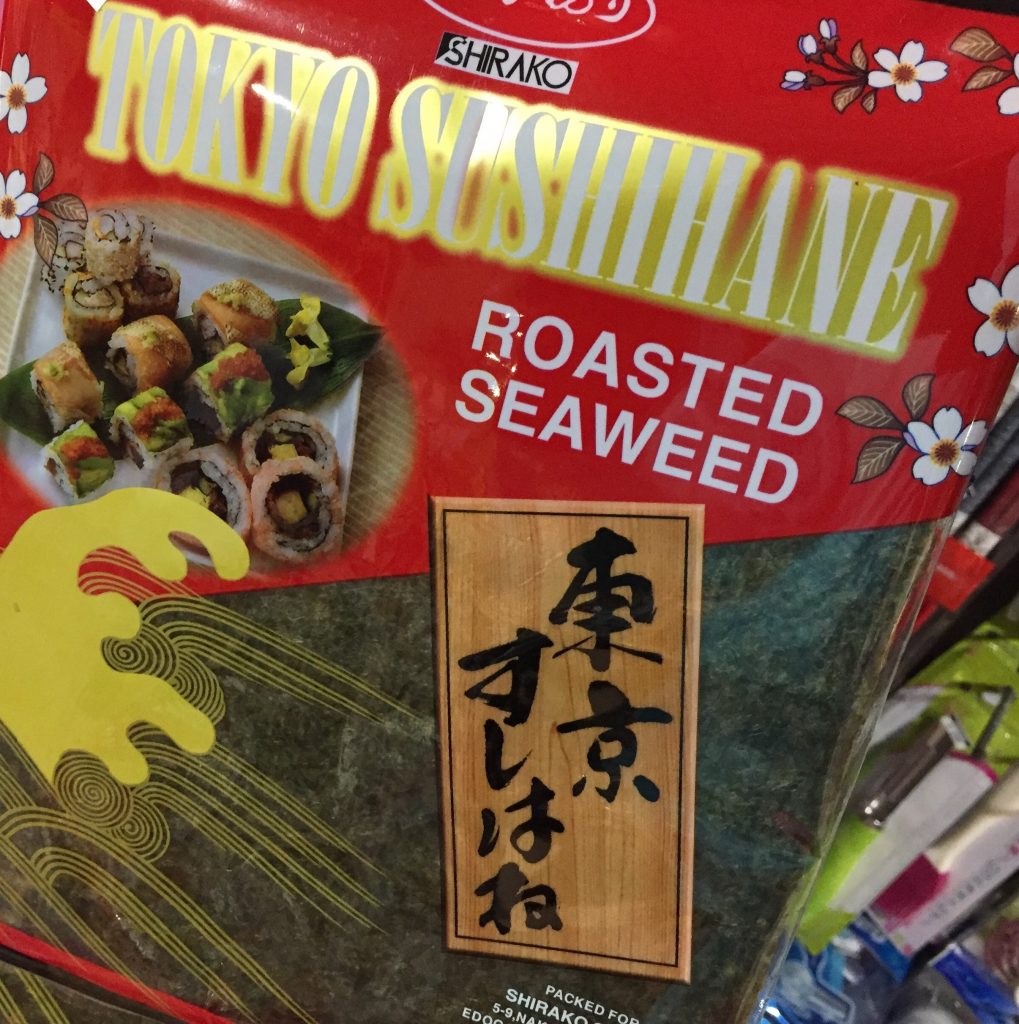 SHIRAKO
TOKYO SUSHIHANE
ROASTED
SEAWEED
東京
すしはね
PACKED FOR
SHIRAKO